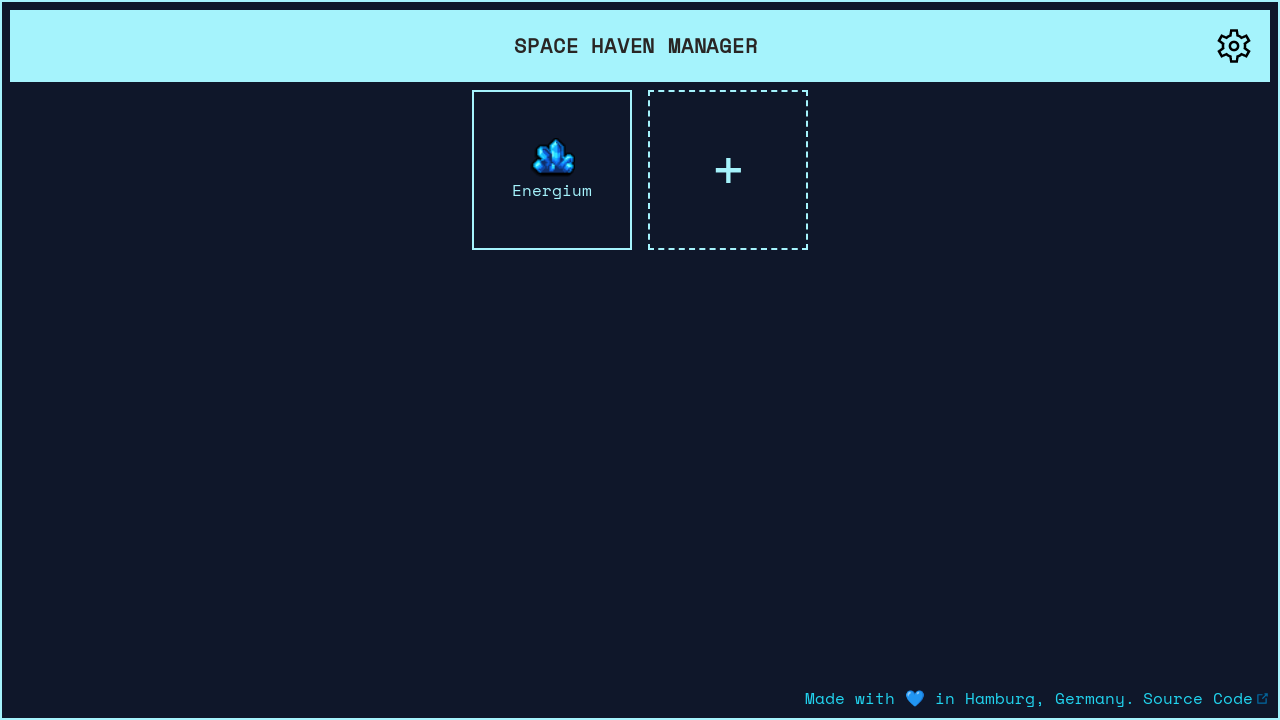 SPACE HAVEN MANAGER
Energium
+
Made with 💙 in Hamburg, Germany. Source Code